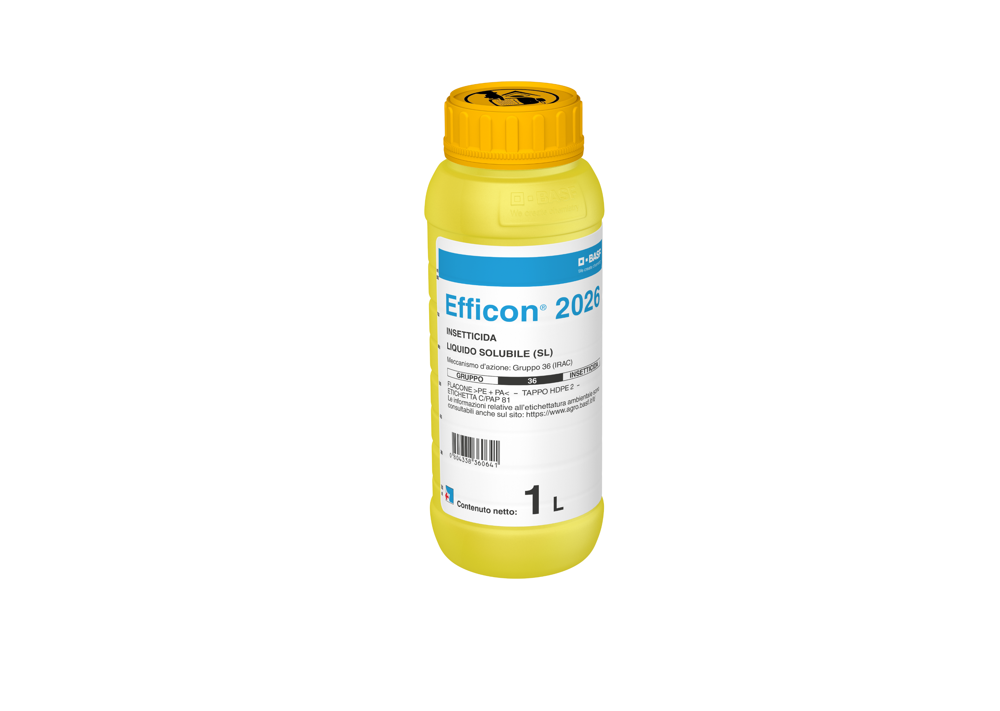 BASF
We create chemistry
BASF
We create chemistry
Efficon® 2026
INSETTICIDA
LIQUIDO SOLUBILE (SL)
Meccanismo d'azione: Gruppo 36 (IRAC)
GRUPPO 36 INSETTICIDA
FLACONE >PE + PA< – TAPPO HDPE 2 –
ETICHETTA C/PAP 81
Le informazioni relative all'etichettatura ambientale sono
consultabili anche sul sito: https://www.agro.basf.it/it/
0 804338 360641
Contenuto netto: 1 L